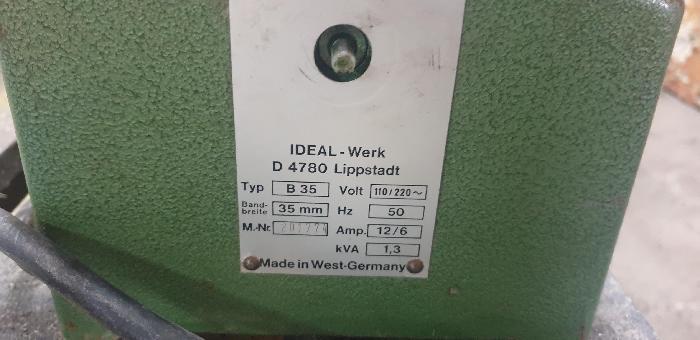 IDEAL-Werk
D 4780 Lippstadt
Typ B 35 Volt 110/220~
Band-breite 35 mm Hz 50
M.-Nr. Amp. 12/6
kVA 1,3
Made in West-Germany